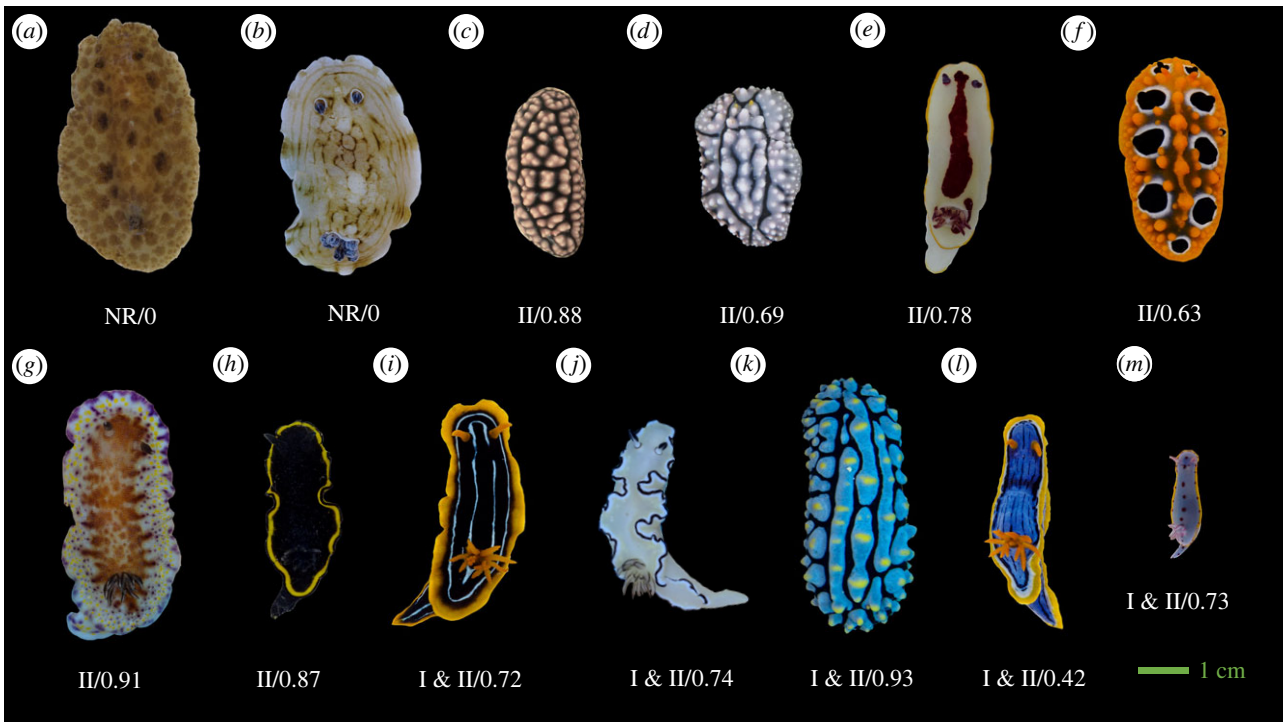 (a) (b) (c) (d) (e) (f)
NR/0 NR/0 II/0.88 II/0.69 II/0.78 II/0.63
(g) (h) (i) (j) (k) (l) (m)
I & II/0.73
II/0.91 II/0.87 I & II/0.72 I & II/0.74 I & II/0.93 I & II/0.42 1 cm